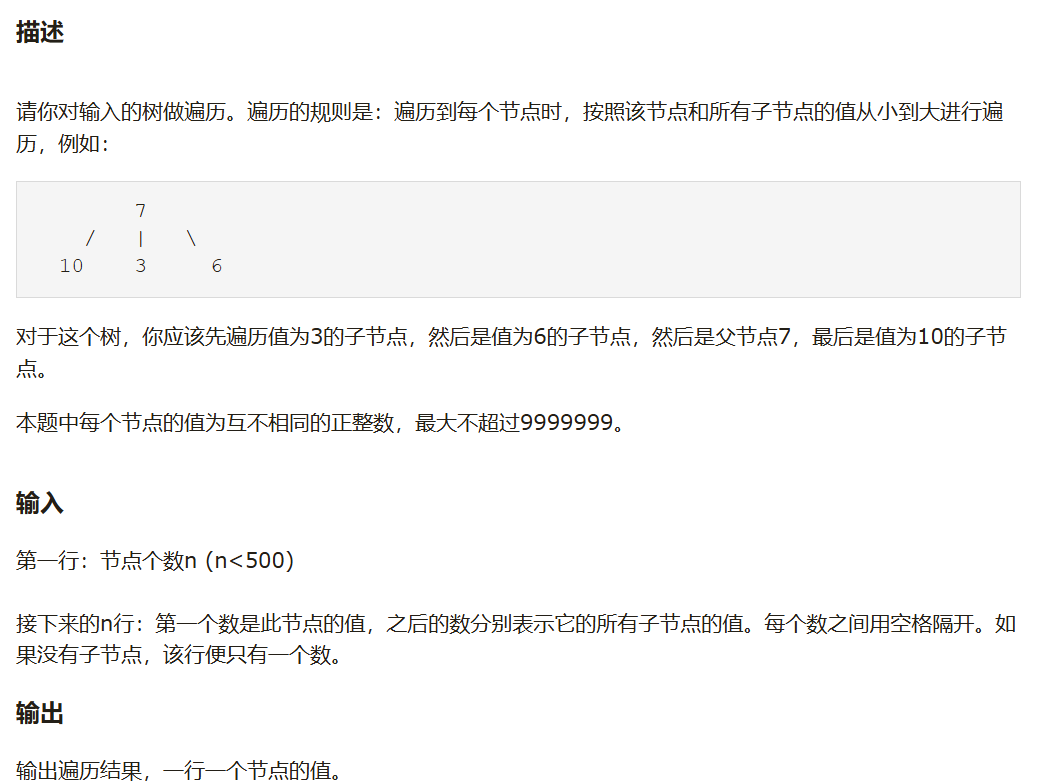 描述
请你对输入的树做遍历。遍历的规则是：遍历到每个节点时，按照该节点和所有子节点的值从小到大进行遍
历，例如：
7
/ | \
10 3 6
对于这个树，你应该先遍历值为3的子节点，然后是值为6的子节点，然后是父节点7，最后是值为10的子节
点。
本题中每个节点的值为互不相同的正整数，最大不超过9999999。
输入
第一行：节点个数n (n<500)
接下来的n行：第一个数是此节点的值，之后的数分别表示它的所有子节点的值。每个数之间用空格隔开。如
果没有子节点，该行便只有一个数。
输出
输出遍历结果，一行一个节点的值。